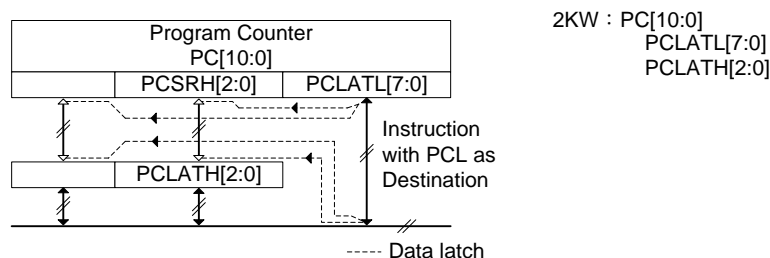 Program Counter
PC[10:0]
PCSRH[2:0] PCLATL[7:0]
Instruction
with PCL as
Destination
PCLATH[2:0]
Data latch
2KW：PC[10:0]
PCLATL[7:0]
PCLATH[2:0]